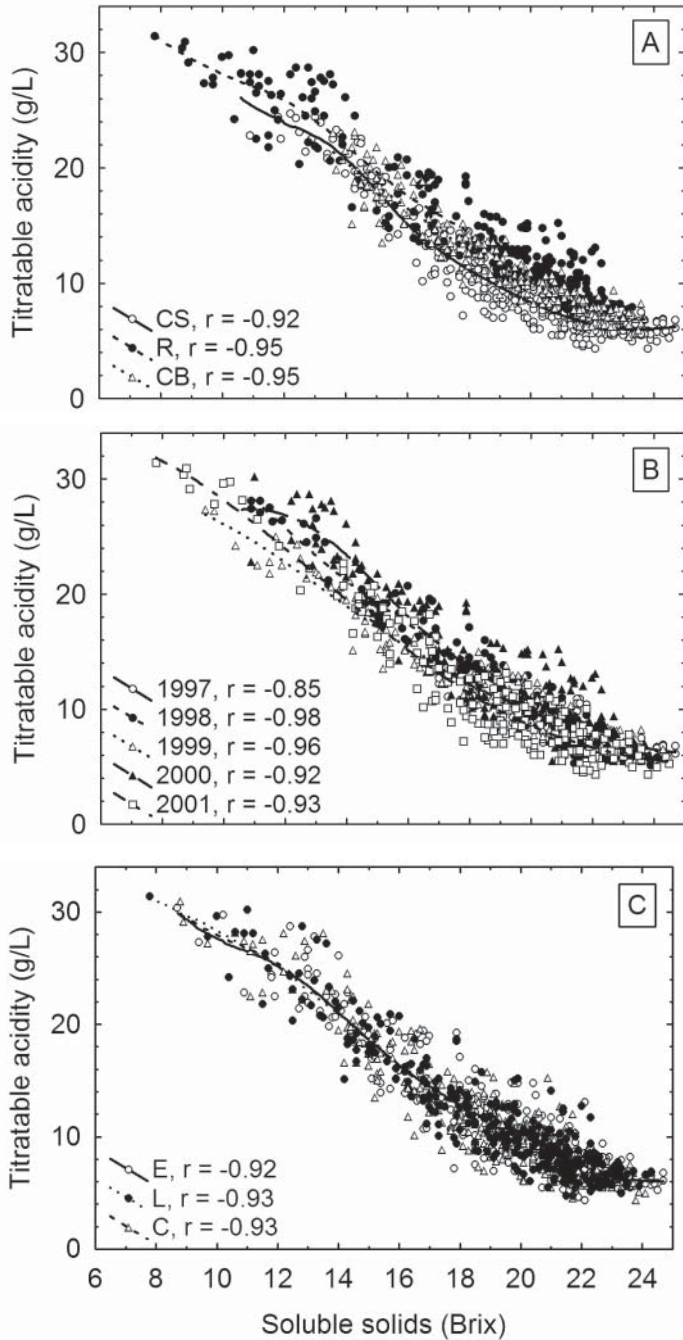 A
Titratable acidity (g/L)
30
20
10
0
CS, r = -0.92
R, r = -0.95
CB, r = -0.95
B
Titratable acidity (g/L)
30
20
10
0
1997, r = -0.85
1998, r = -0.98
1999, r = -0.96
2000, r = -0.92
2001, r = -0.93
C
Titratable acidity (g/L)
30
20
10
0
E, r = -0.92
L, r = -0.93
C, r = -0.93
6 8 10 12 14 16 18 20 22 24
Soluble solids (Brix)